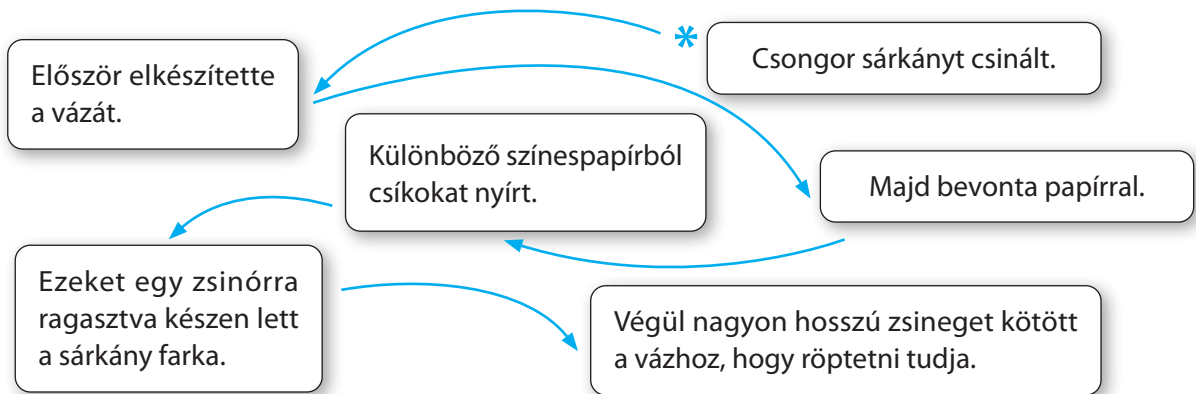 *
Csongor sárkányt csinált.
Először elkészítette
a vázát.
Majd bevonta papírral.
Különböző színespapírból
csíkokat nyírt.
Ezeket egy zsinórra
ragasztva készen lett
a sárkány farka.
Végül nagyon hosszú zsineget kötött
a vázhoz, hogy röptetni tudja.